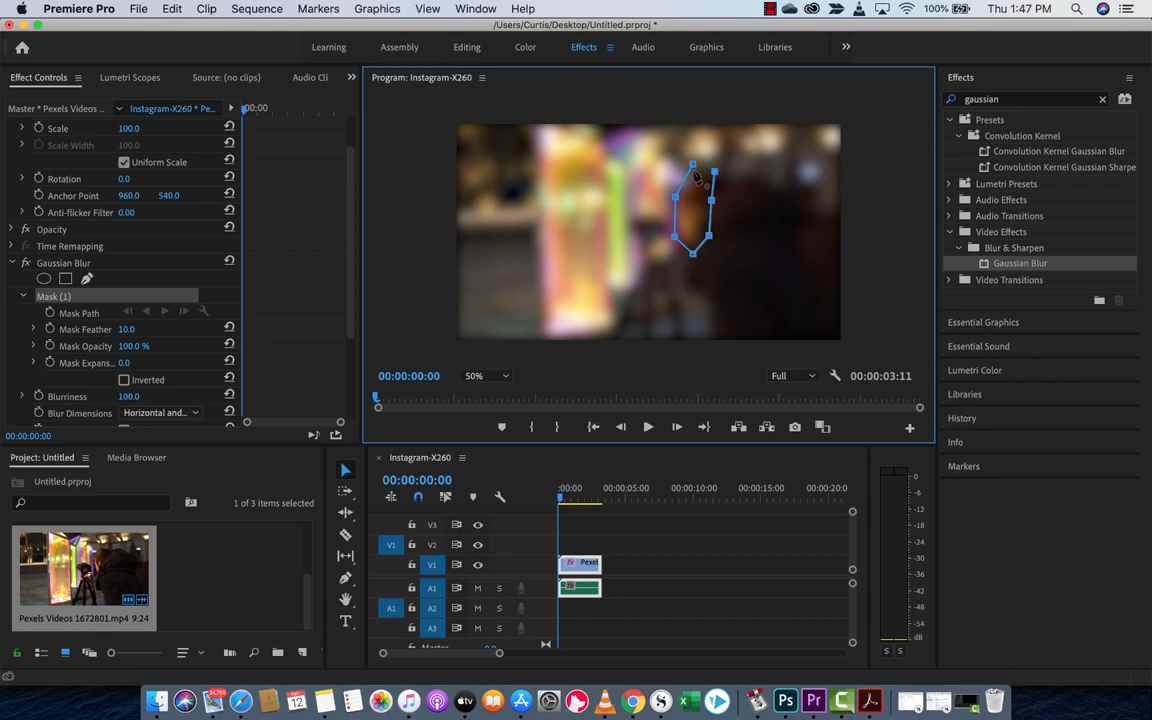 Premiere Pro File Edit Clip Sequence Markers Graphics View Window Help 100% Thu 1:47 PM
/Users/Curtis/Desktop/Untitled.prproj *
Learning Assembly Editing Color Effects Audio Graphics Libraries
Effect Controls Lumetri Scopes Source: (no clips) Audio Cli Program: Instagram-X260 Effects
Master * Pexels Videos ... Instagram-X260 * Pe... :00:00 gaussian
Scale 100.0 Presets
Scale Width 100.0 Convolution Kernel
Uniform Scale Convolution Kernel Gaussian Blur
Rotation 0.0 Convolution Kernel Gaussian Sharpe
Anchor Point 960.0 540.0 Lumetri Presets
Anti-flicker Filter 0.00 Audio Effects
Opacity Audio Transitions
Time Remapping Video Effects
Gaussian Blur Blur & Sharpen
Gaussian Blur
Mask (1) Video Transitions
Mask Path
Mask Feather 10.0 Essential Graphics
Mask Opacity 100.0 % Essential Sound
Mask Expans... 0.0 Lumetri Color
Inverted 00:00:00:00 50% Full 00:00:03:11
Blurriness 100.0 Libraries
Blur Dimensions Horizontal and... History
00:00:00:00 Info
Project: Untitled Media Browser Instagram-X260 Markers
Untitled.prproj 00:00:00:00
1 of 3 items selected :00:00 00:00:05:00 00:00:10:00 00:00:15:00 00:00:20:0
V3
V1 V2
V1 fx Pexel
A1 M S fx
A1 A2 M S
A3 M S
Master 0.0
Pexels Videos 1672801.mp4 9:24
0
-6
-12
-18
-24
-30
-36
-42
-48
-54
dB
S S